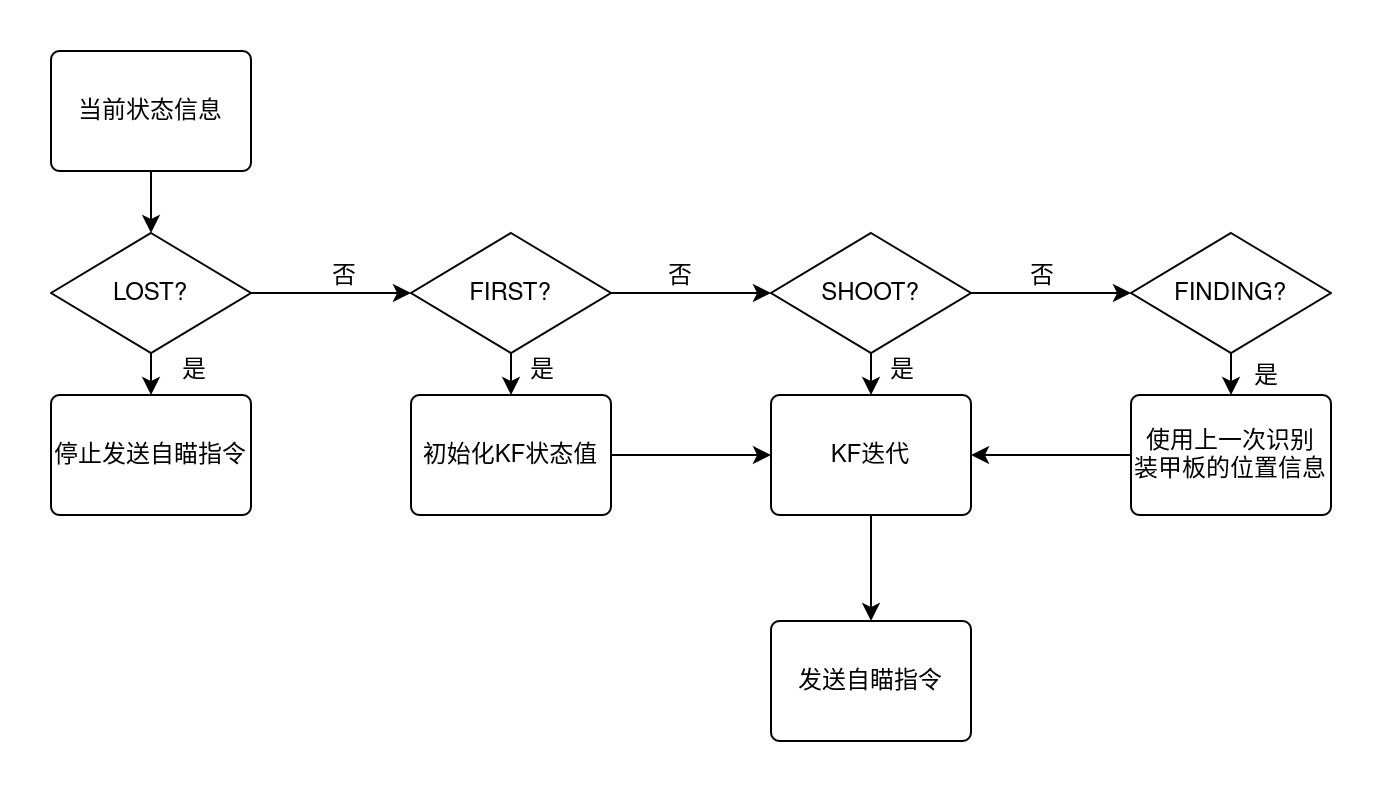 当前状态信息
LOST?
否
FIRST?
否
SHOOT?
否
FINDING?
是
是
是
是
停止发送自瞄指令
初始化KF状态值
KF迭代
使用上一次识别
装甲板的位置信息
发送自瞄指令